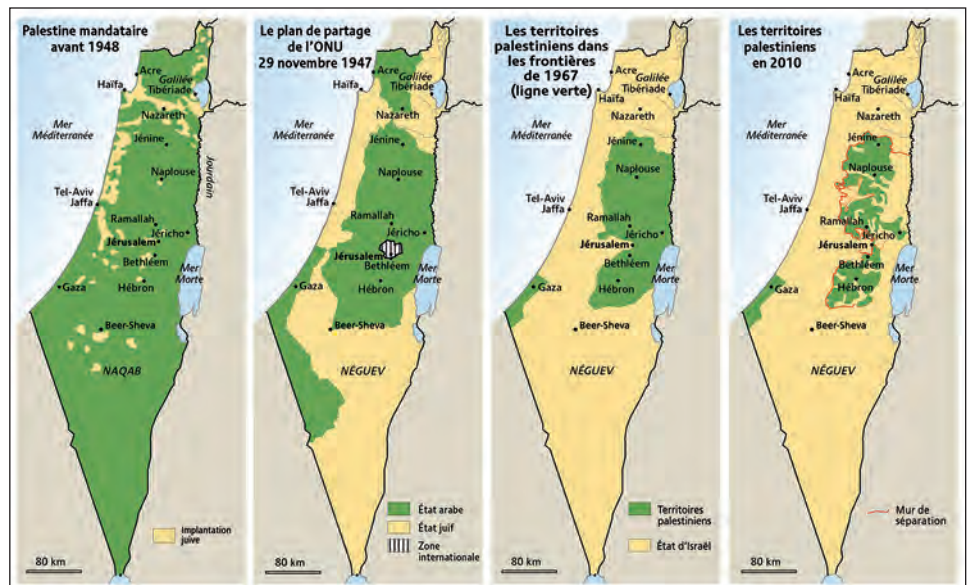 Palestine mandataire
avant 1948
Acre
Haïfa
Galilée
Tibériade
Nazareth
Mer
Méditerranée
Jénine
Jourdain
Naplouse
Tel-Aviv
Jaffa
Ramallah
Jéricho
Jérusalem
Bethléem
Mer
Morte
Gaza
Hébron
Beer-Sheva
NAQAB
Implantation
juive
80 km
Le plan de partage
de l'ONU
29 novembre 1947
Acre
Haïfa
Galilée
Tibériade
Nazareth
Mer
Méditerranée
Jénine
Naplouse
Tel-Aviv
Jaffa
Ramallah
Jéricho
Jérusalem
Bethléem
Mer
Morte
Gaza
Hébron
Beer-Sheva
NÉGUEV
État arabe
État juif
Zone
internationale
80 km
Les territoires
palestiniens dans
les frontières
de 1967
(ligne verte)
Acre
Haïfa
Galilée
Tibériade
Nazareth
Mer
Méditerranée
Jénine
Naplouse
Tel-Aviv
Jaffa
Ramallah
Jéricho
Jérusalem
Bethléem
Mer
Morte
Gaza
Hébron
Beer-Sheva
NÉGUEV
Territoires
palestiniens
État d'Israël
80 km
Les territoires
palestiniens
en 2010
Acre
Haïfa
Galilée
Tibériade
Nazareth
Mer
Méditerranée
Jénine
Naplouse
Tel-Aviv
Jaffa
Ramallah
Jéricho
Jérusalem
Bethléem
Mer
Morte
Gaza
Hébron
Beer-Sheva
NÉGUEV
Mur de
séparation
80 km